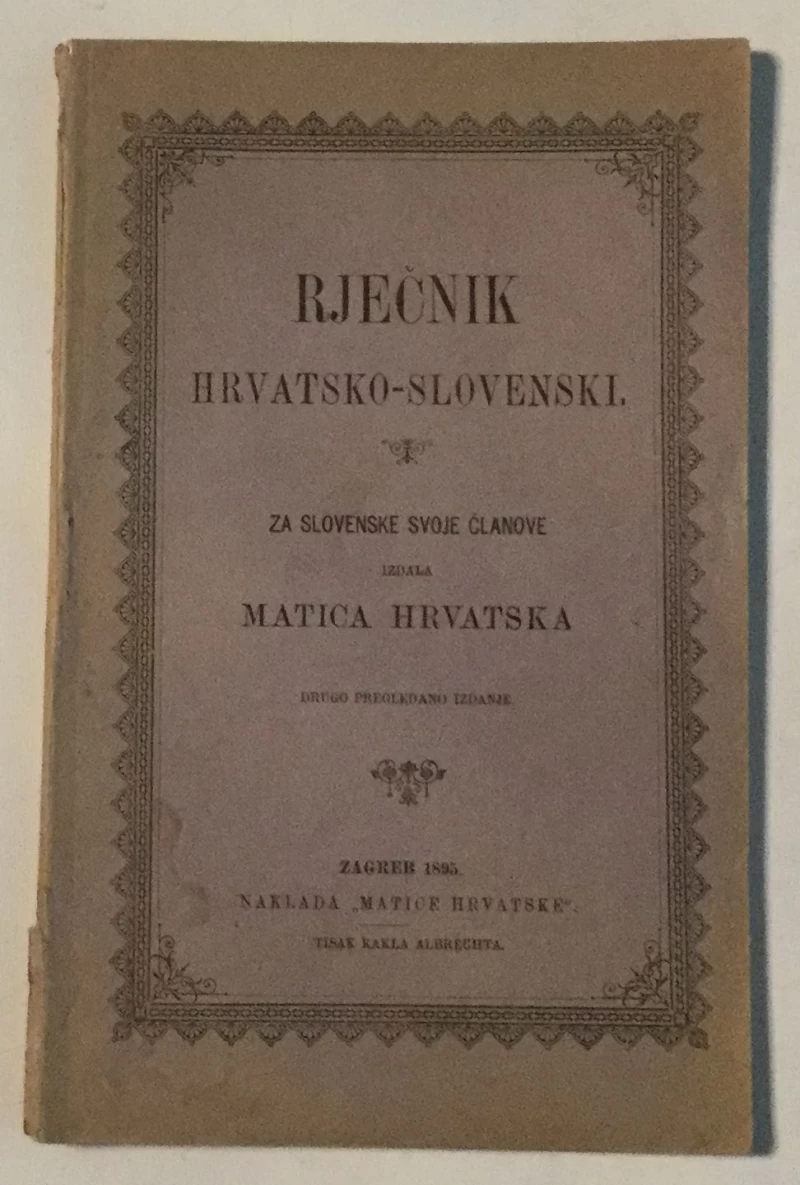 RJEČNIK
HRVATSKO-SLOVENSKI.
ZA SLOVENSKE SVOJE ČLANOVE
IZDALA
MATICA HRVATSKA
DRUGO PREGLEDANO IZDANJE.
ZAGREB 1895.
NAKLADA „MATICE HRVATSKE“.
TISAK KAKLA ALBRECHTA.